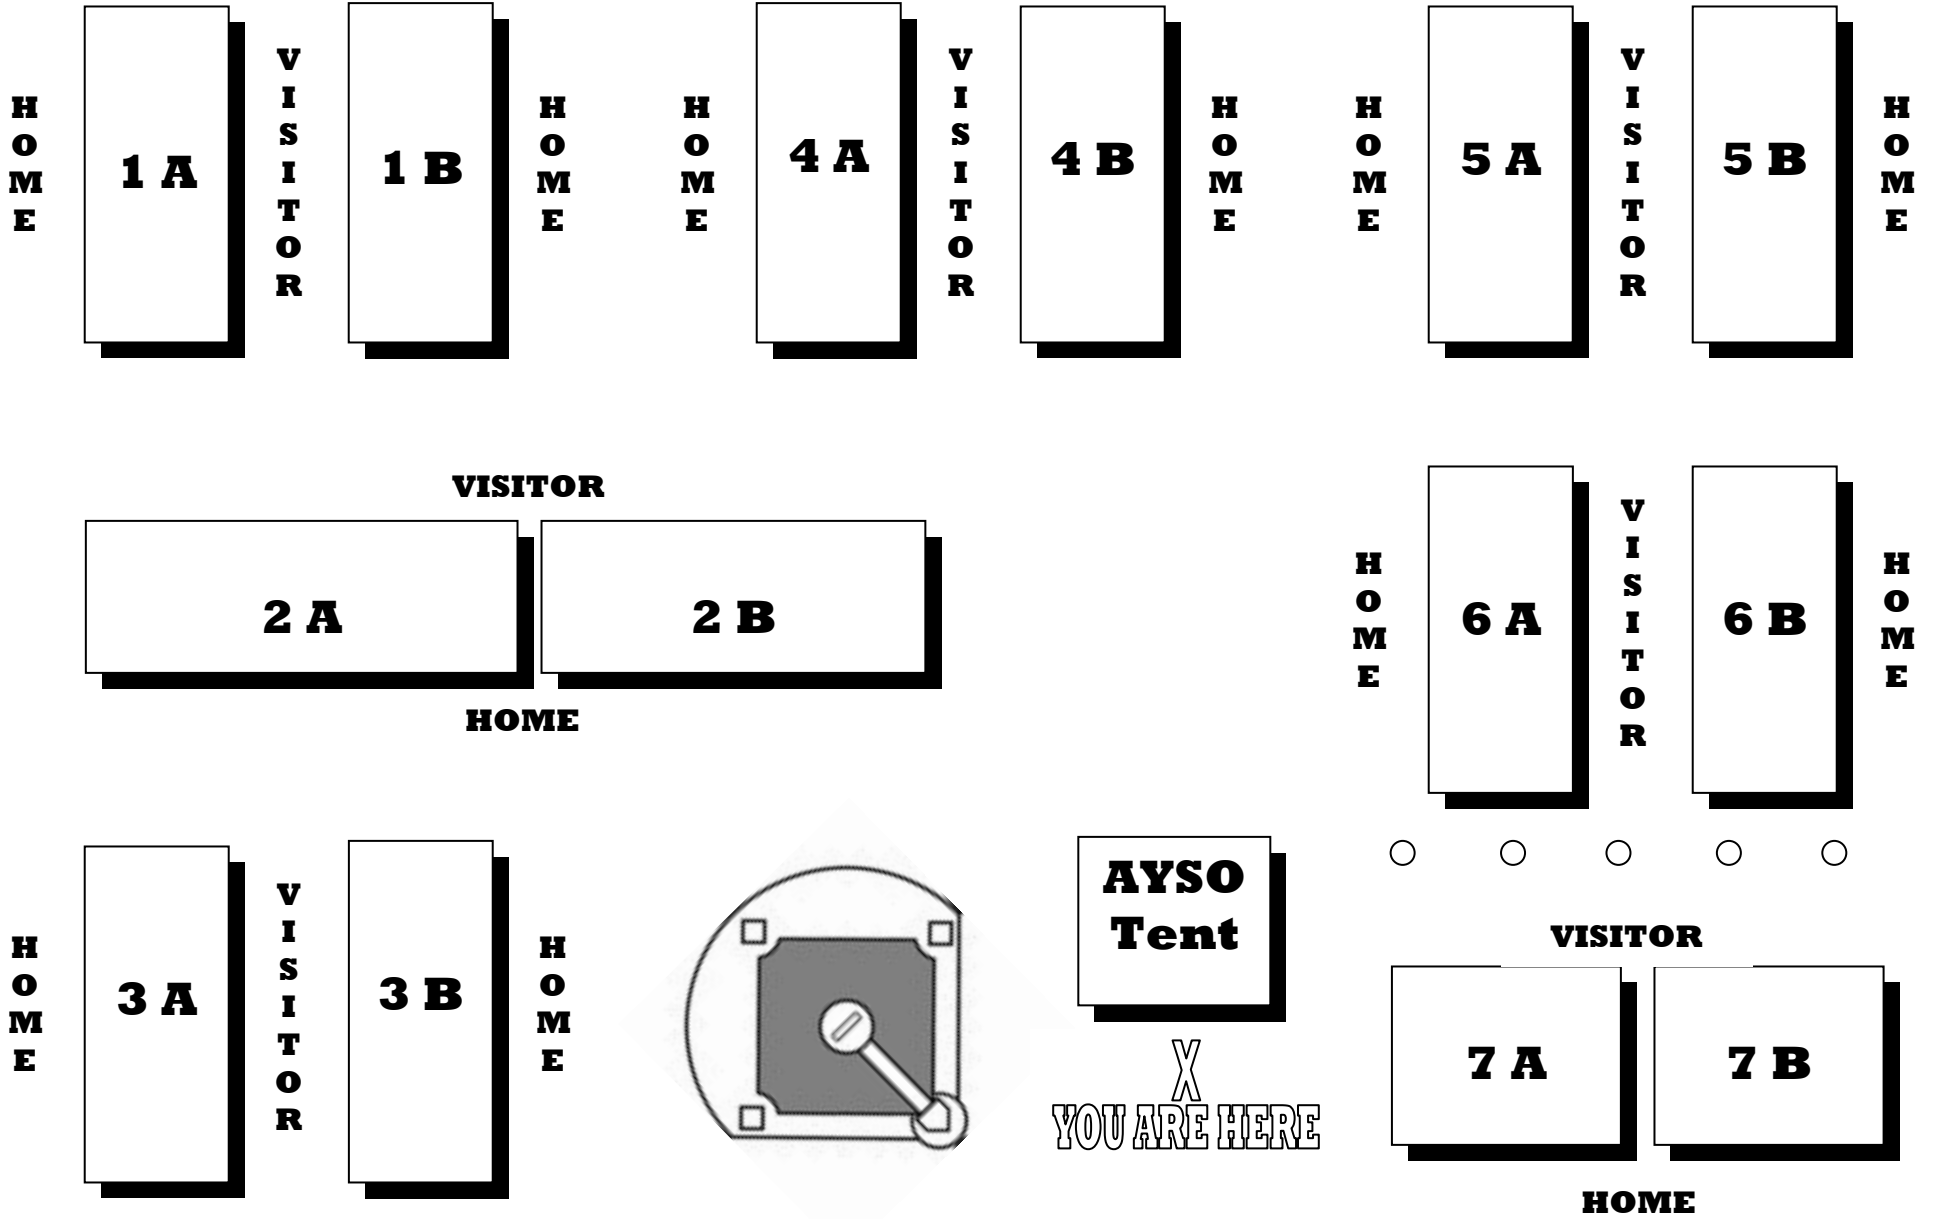 HOME
1 A
VISITOR
1 B
HOME
HOME
4 A
VISITOR
4 B
HOME
HOME
5 A
VISITOR
5 B
HOME
VISITOR
2 A
2 B
HOME
HOME
6 A
VISITOR
6 B
HOME
HOME
3 A
VISITOR
3 B
HOME
AYSO
Tent
X
YOU ARE HERE
VISITOR
7 A
7 B
HOME